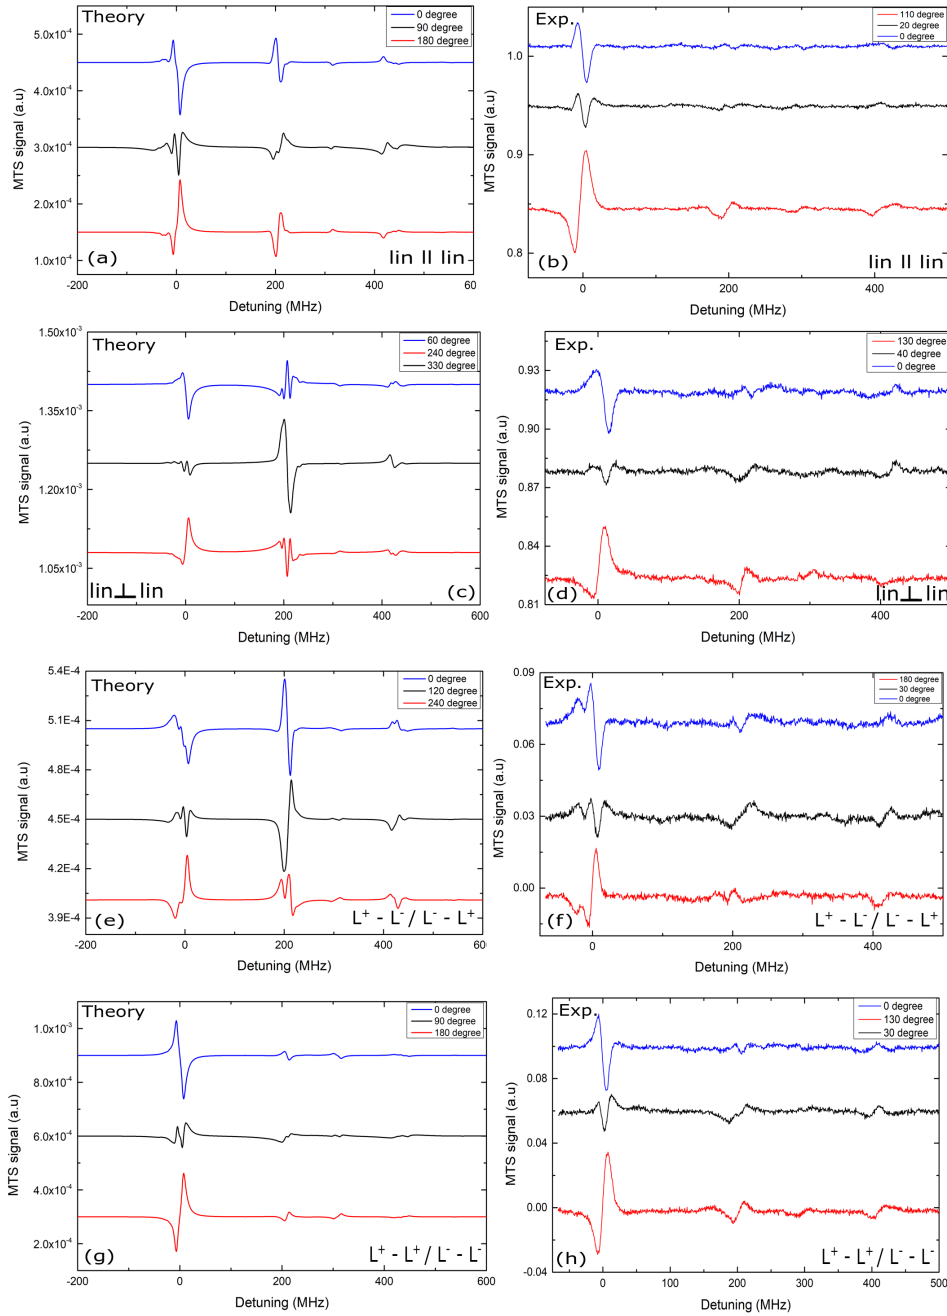 Theory
0 degree
90 degree
180 degree
5.0x10⁻⁴
4.0x10⁻⁴
3.0x10⁻⁴
2.0x10⁻⁴
1.0x10⁻⁴
MTS signal (a.u)
(a)
lin II lin
-200 0 200 400 600
Detuning (MHz)
Exp.
110 degree
20 degree
0 degree
1.0
0.9
0.8
MTS signal (a.u)
(b)
lin II lin
0 200 400
Detuning (MHz)
Theory
60 degree
240 degree
330 degree
1.50x10⁻³
1.35x10⁻³
1.20x10⁻³
1.05x10⁻³
MTS signal (a.u)
lin⊥lin
(c)
-200 0 200 400 600
Detuning (MHz)
Exp.
130 degree
40 degree
0 degree
0.93
0.90
0.87
0.84
0.81
MTS signal (a.u)
(d)
lin⊥lin
0 200 400
Detuning (MHz)
Theory
0 degree
120 degree
240 degree
5.4E-4
5.1E-4
4.8E-4
4.5E-4
4.2E-4
3.9E-4
MTS signal (a.u)
(e)
L⁺ - L⁻/ L⁻ - L⁺
-200 0 200 400 600
Detuning (MHz)
Exp.
180 degree
30 degree
0 degree
0.09
0.06
0.03
0.00
MTS signal (a.u)
(f)
L⁺ - L⁻/ L⁻ - L⁺
0 200 400
Detuning (MHz)
Theory
0 degree
90 degree
180 degree
1.0x10⁻³
8.0x10⁻⁴
6.0x10⁻⁴
4.0x10⁻⁴
2.0x10⁻⁴
MTS signal (a.u)
(g)
L⁺ - L⁺/ L⁻ - L⁻
-200 0 200 400 600
Detuning (MHz)
Exp.
0 degree
130 degree
30 degree
0.12
0.08
0.04
0.00
-0.04
MTS signal (a.u)
(h)
L⁺ - L⁺/ L⁻ - L⁻
-100 0 100 200 300 400 500
Detuning (MHz)